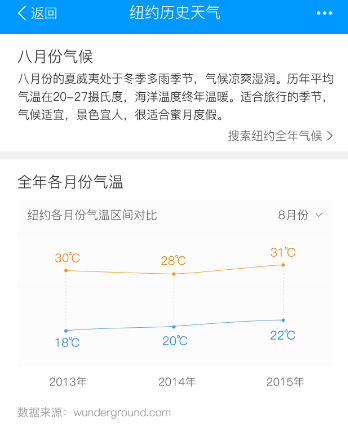 返回
纽约历史天气
八月份气候
八月份的夏威夷处于冬季多雨季节，气候凉爽湿润。历年平均
气温在20-27摄氏度，海洋温度终年温暖。适合旅行的季节，
气候适宜，景色宜人，很适合蜜月度假。
搜索纽约全年气候
全年各月份气温
纽约各月份气温区间对比 8月份
30℃ 28℃ 31℃
18℃ 20℃ 22℃
2013年 2014年 2015年
数据来源：wunderground.com